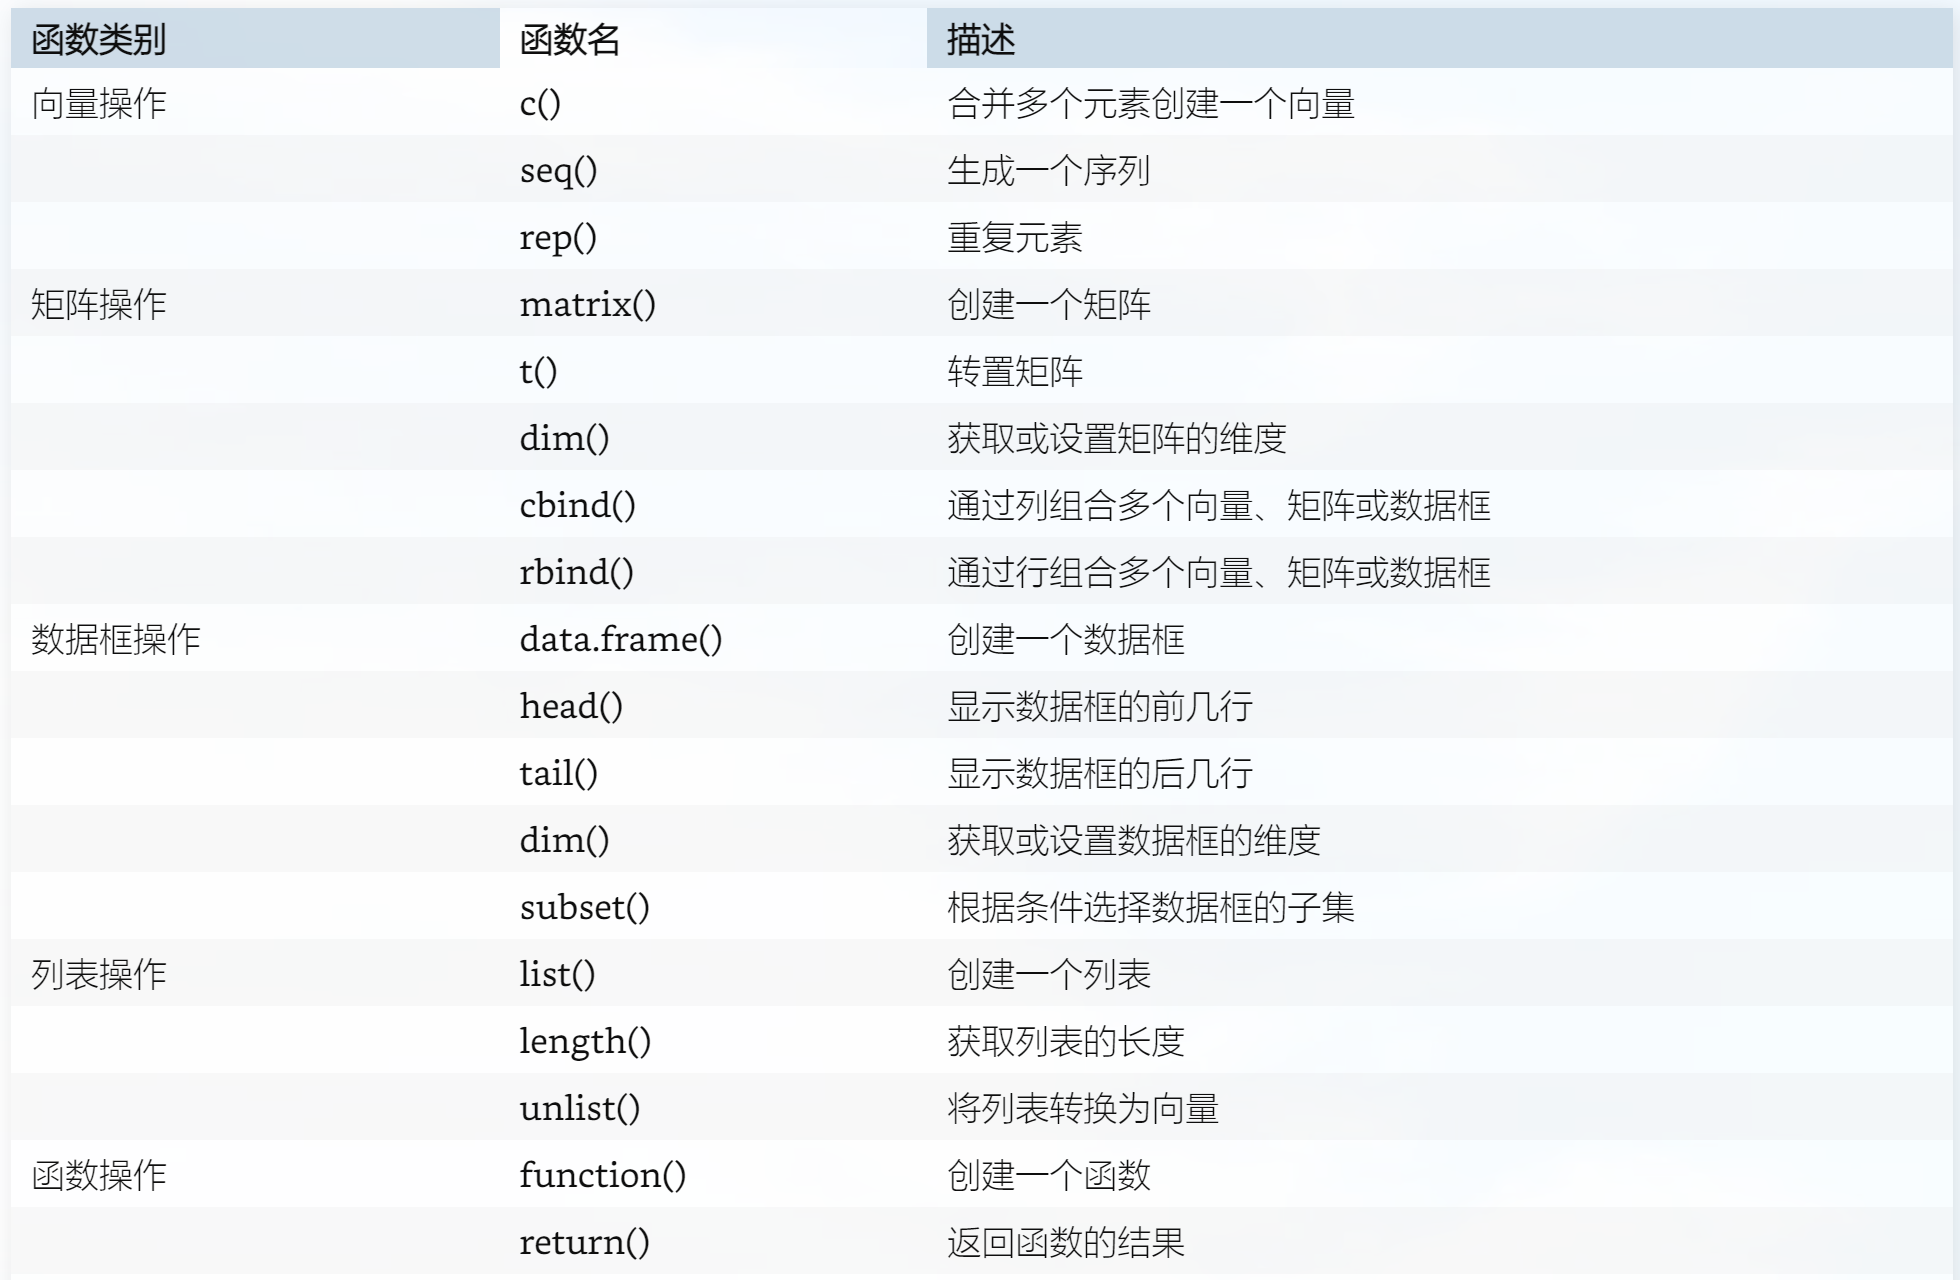 函数类别 函数名 描述
向量操作 c() 合并多个元素创建一个向量
seq() 生成一个序列
rep() 重复元素
矩阵操作 matrix() 创建一个矩阵
t() 转置矩阵
dim() 获取或设置矩阵的维度
cbind() 通过列组合多个向量、矩阵或数据框
rbind() 通过行组合多个向量、矩阵或数据框
数据框操作 data.frame() 创建一个数据框
head() 显示数据框的前几行
tail() 显示数据框的后几行
dim() 获取或设置数据框的维度
subset() 根据条件选择数据框的子集
列表操作 list() 创建一个列表
length() 获取列表的长度
unlist() 将列表转换为向量
函数操作 function() 创建一个函数
return() 返回函数的结果